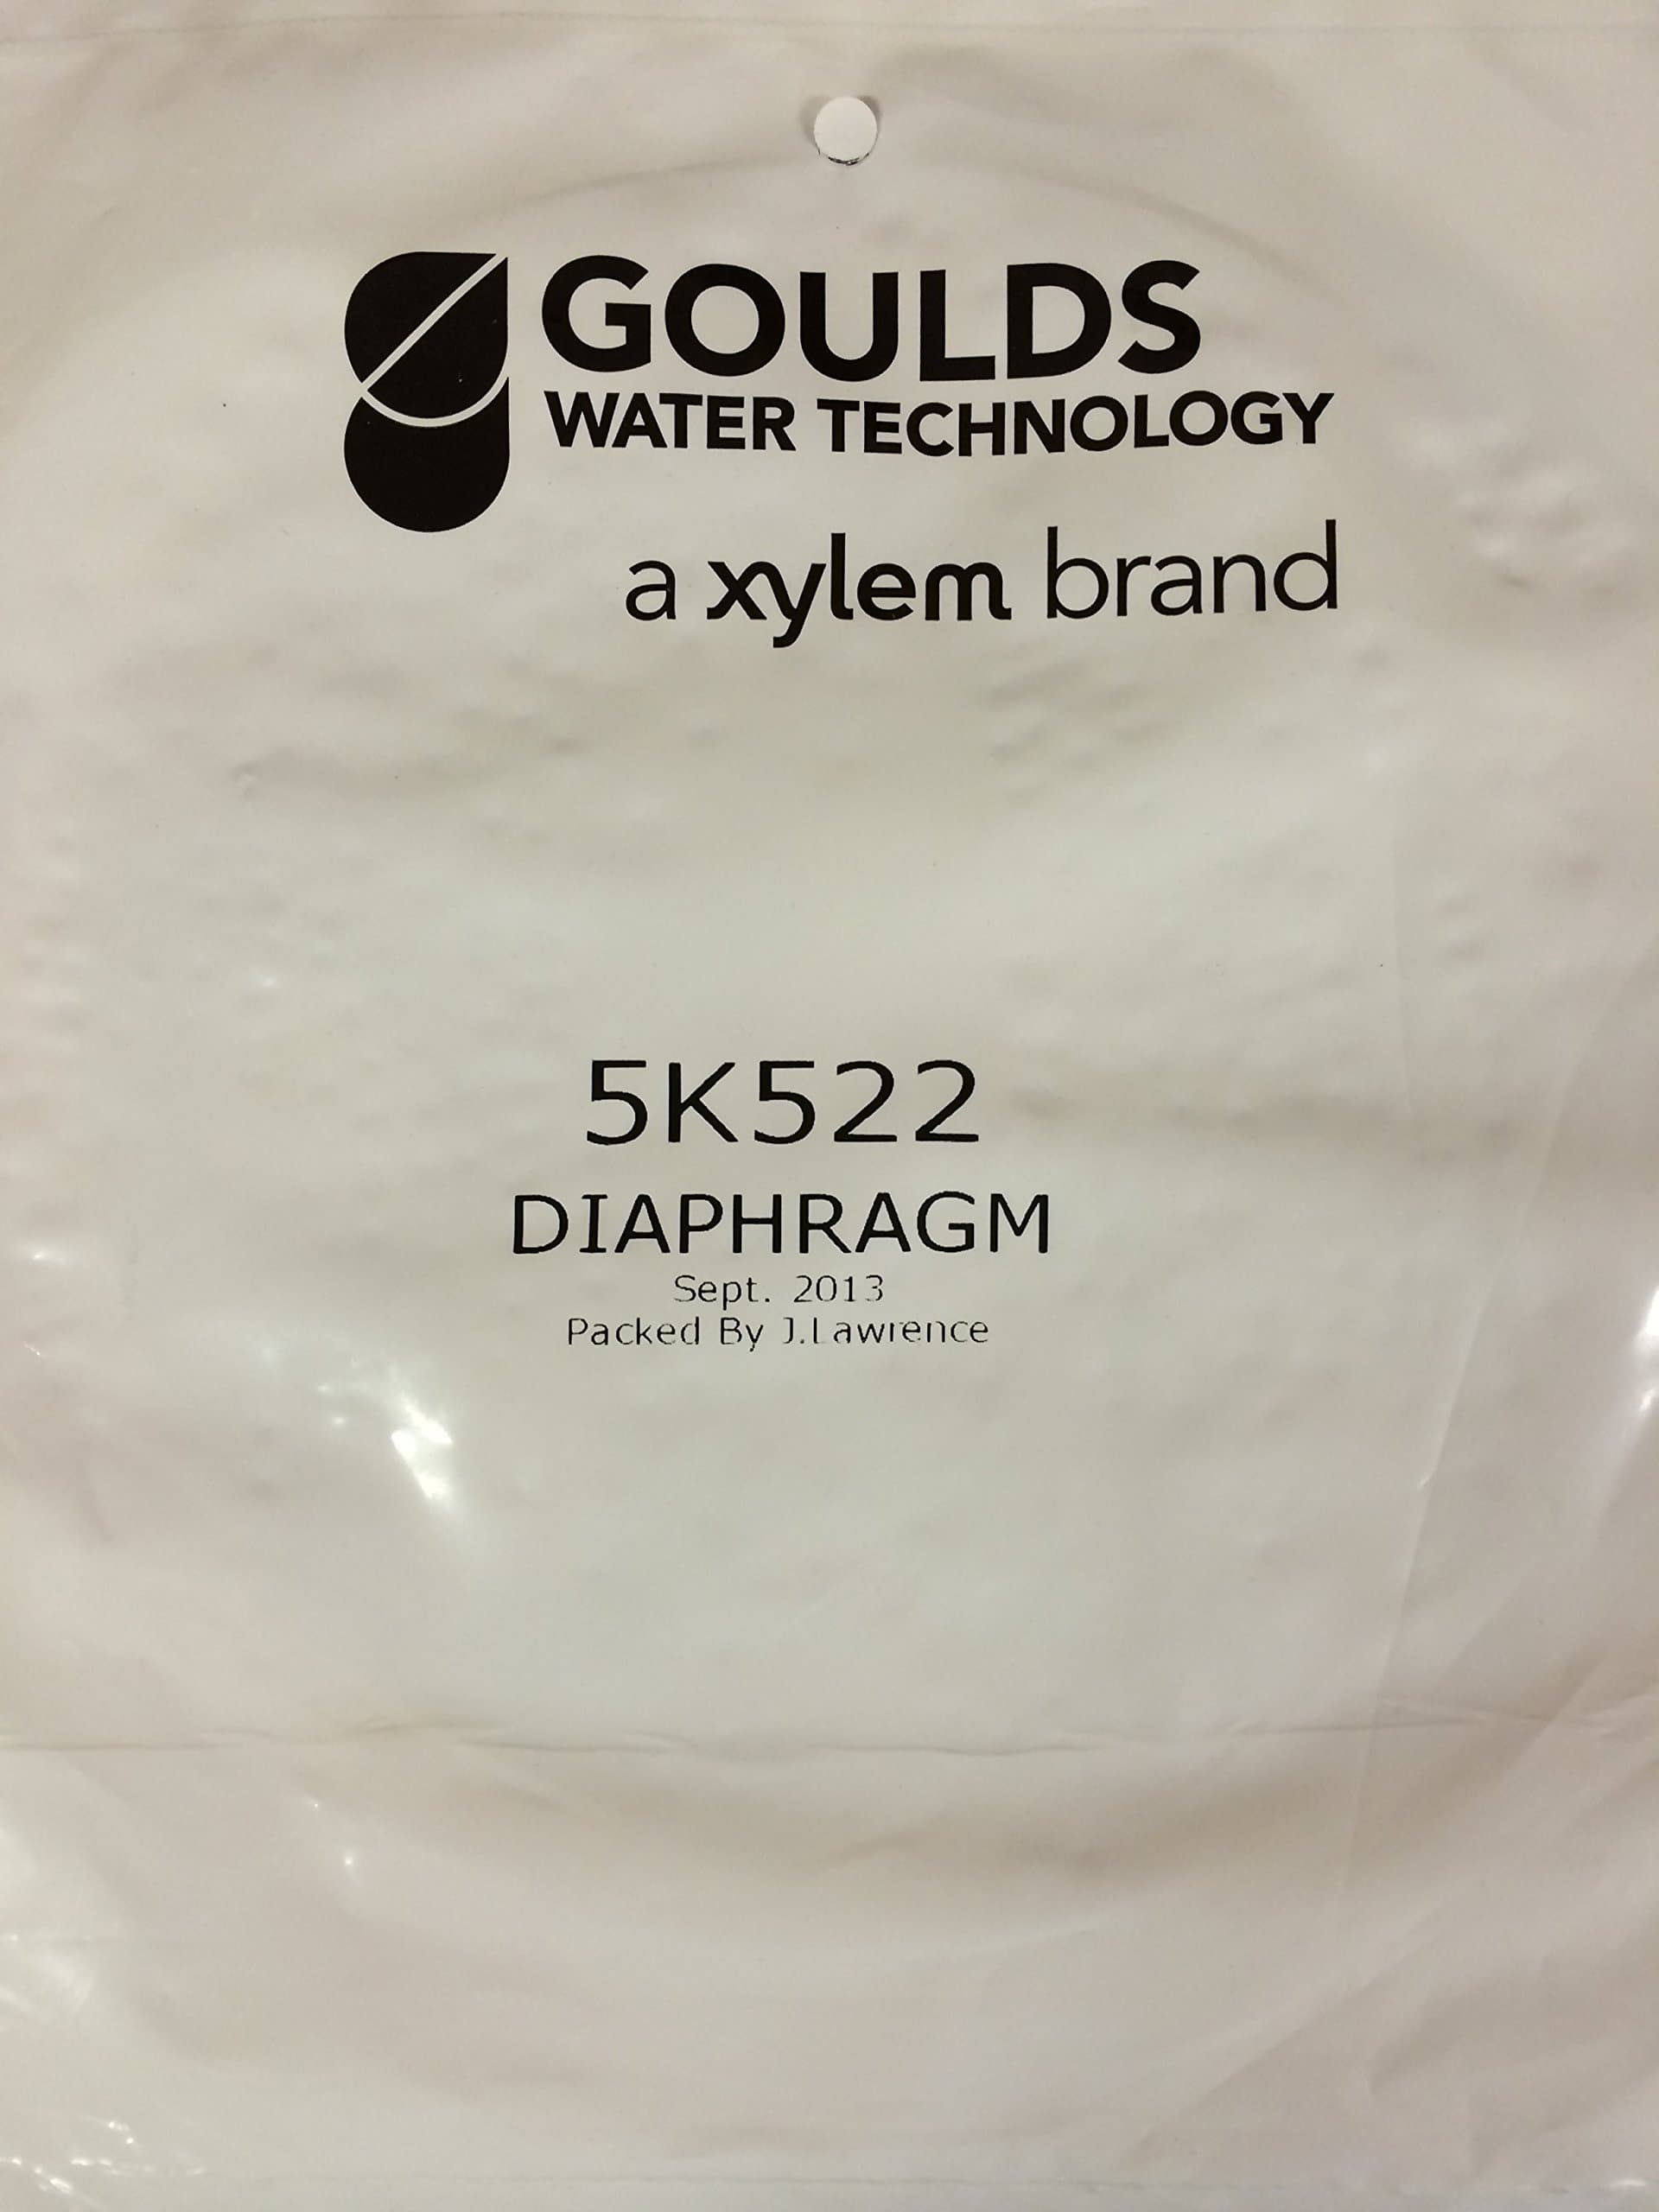 GOULDS
WATER TECHNOLOGY
a xylem brand
5K522
DIAPHRAGM
Sept. 2013
Packed By J.Lawrence